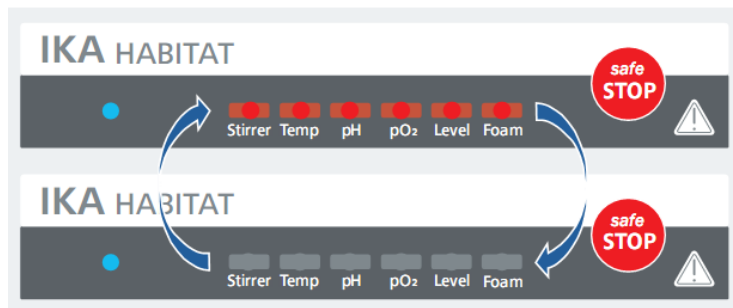 IKA HABITAT
safe
STOP
Stirrer Temp pH pO₂ Level Foam
IKA HABITAT
safe
STOP
Stirrer Temp pH pO₂ Level Foam